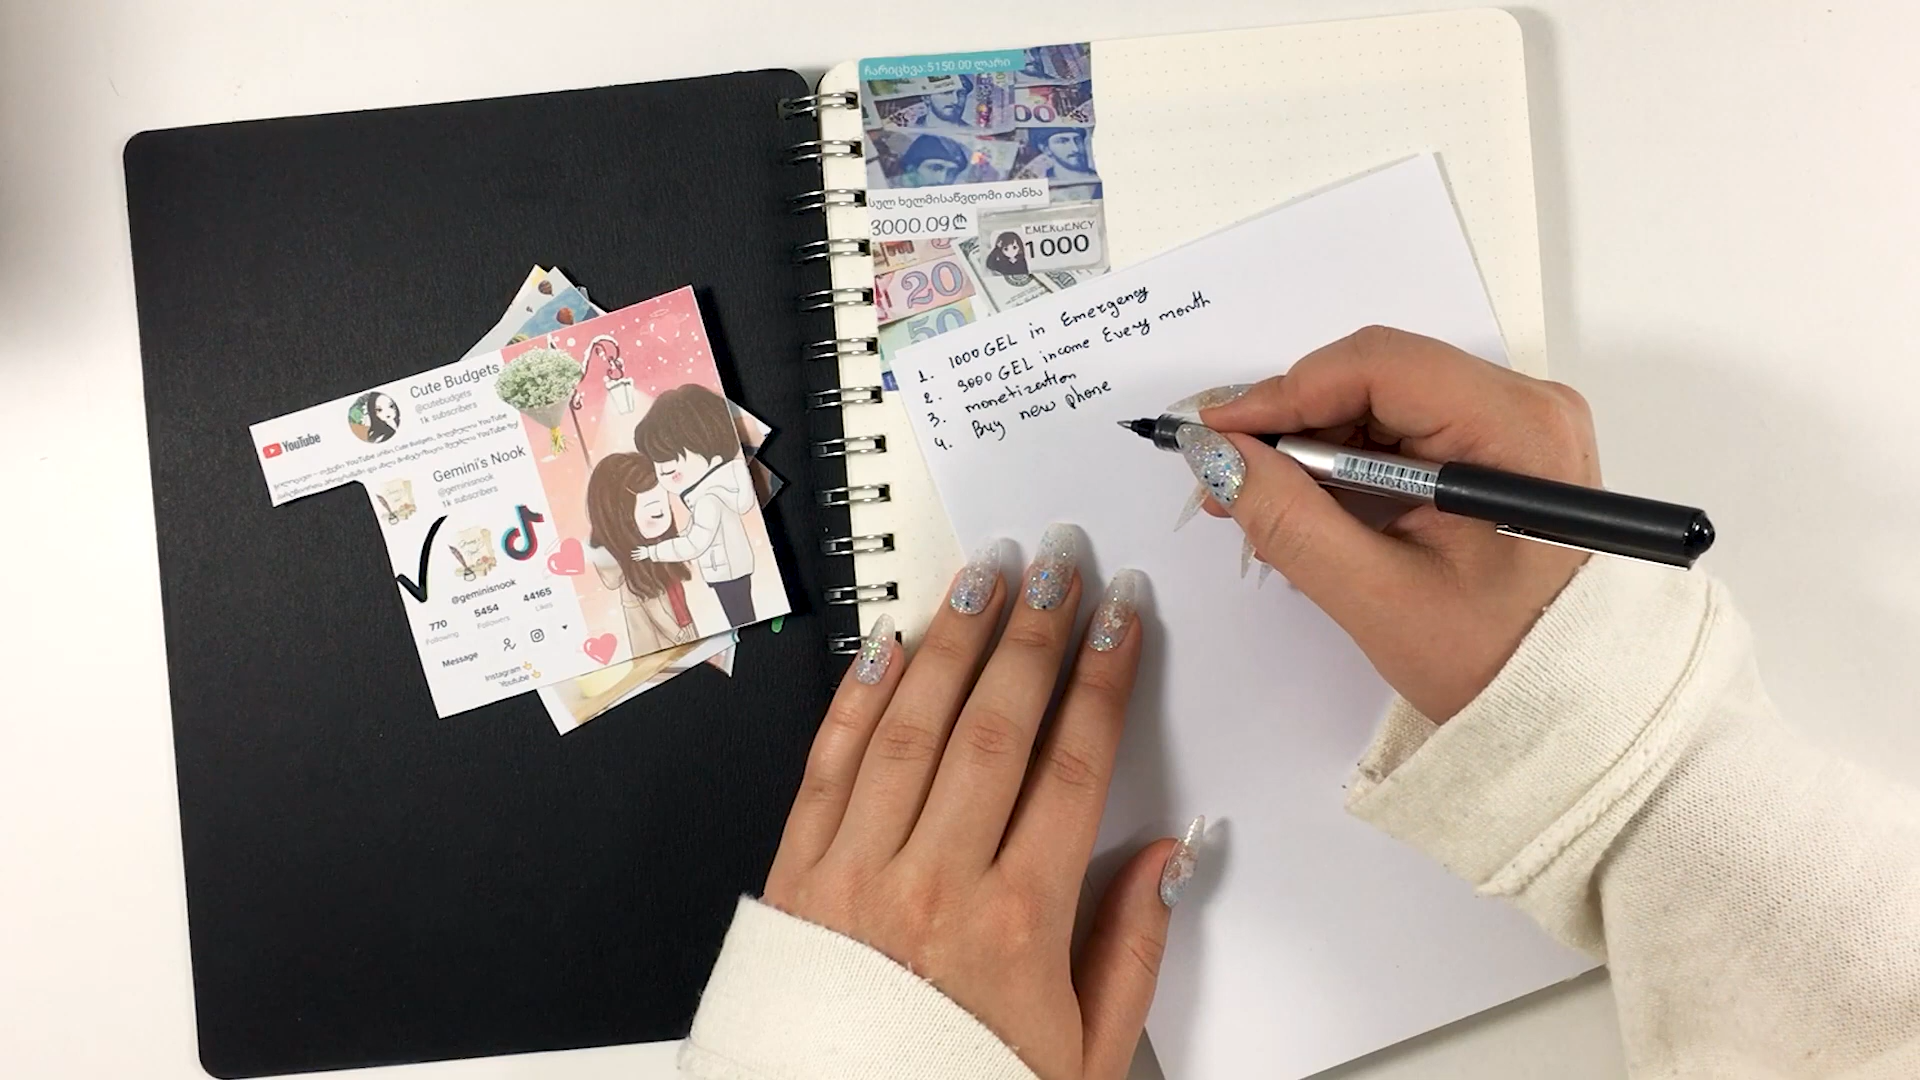 YouTube
Cute Budgets
@cutebudgets
1k subscribers
Gemini's Nook
@geminisnook
1k subscribers
@geminisnook
770
Following
5454
Followers
44165
Likes
Message
Instagram👆
Youtube👆
ჩარიცხვა:5150.00 ლარი
სულ ხელმისაწვდომი თანხა
3000.09₾
EMERGENCY
1000
20
50
1. 1000 GEL in Emergency
2. 3000 GEL income Every month
3. monetization
4. Buy new phone